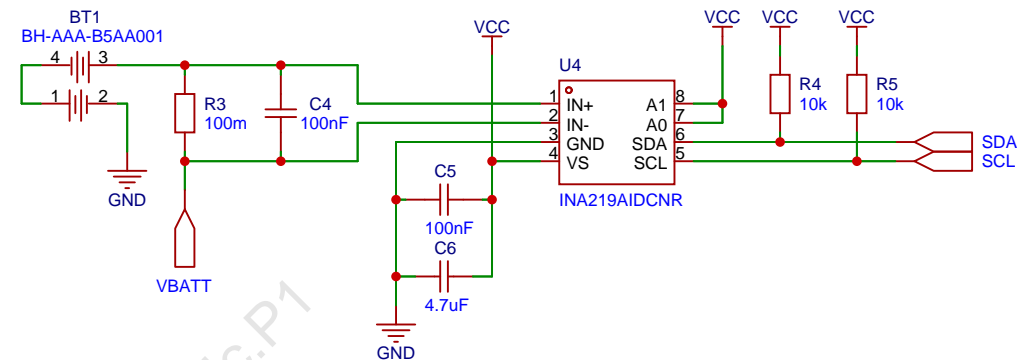 BT1
BH-AAA-B5AA001
4 3
1 2
GND
R3
100m
C4
100nF
VBATT
VCC
U4
1 IN+
2 IN-
3 GND
4 VS
A1 8
A0 7
SDA 6
SCL 5
INA219AIDCNR
C5
100nF
C6
4.7uF
GND
VCC
VCC
VCC
R4
10k
R5
10k
SDA
SCL